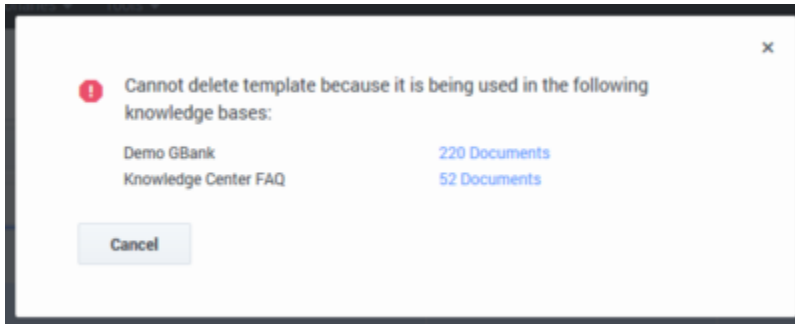 Tools
×
Cannot delete template because it is being used in the following
knowledge bases:
Demo GBank 220 Documents
Knowledge Center FAQ 52 Documents
Cancel